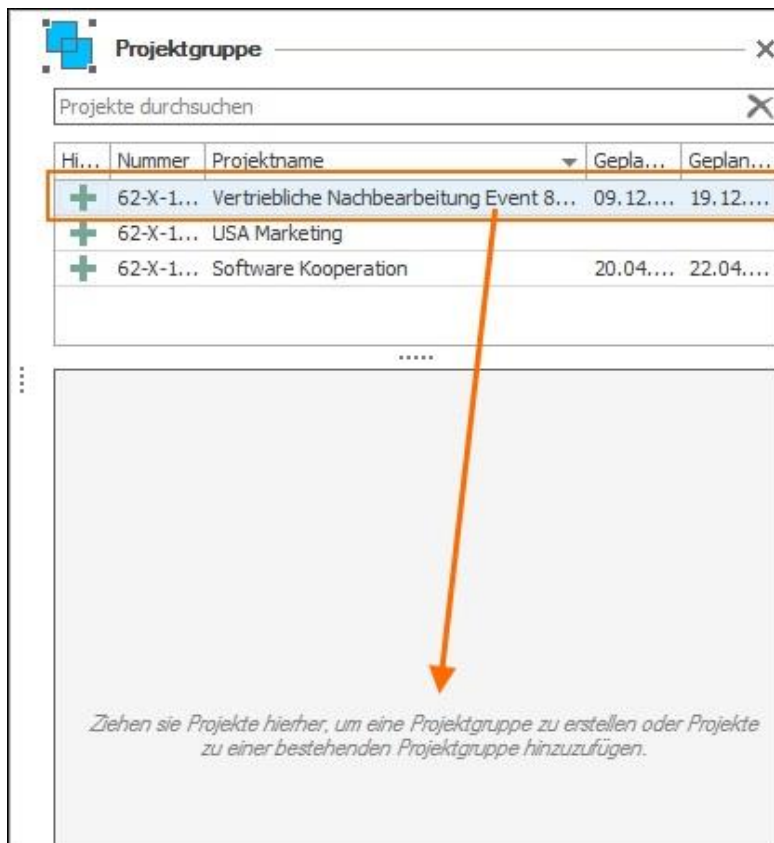 Projektgruppe
Projekte durchsuchen
Hi... Nummer Projektname Gepla... Geplan...
62-X-1... Vertriebliche Nachbearbeitung Event 8... 09.12.... 19.12....
62-X-1... USA Marketing
62-X-1... Software Kooperation 20.04.... 22.04....
Ziehen sie Projekte hierher, um eine Projektgruppe zu erstellen oder Projekte
zu einer bestehenden Projektgruppe hinzuzufügen.